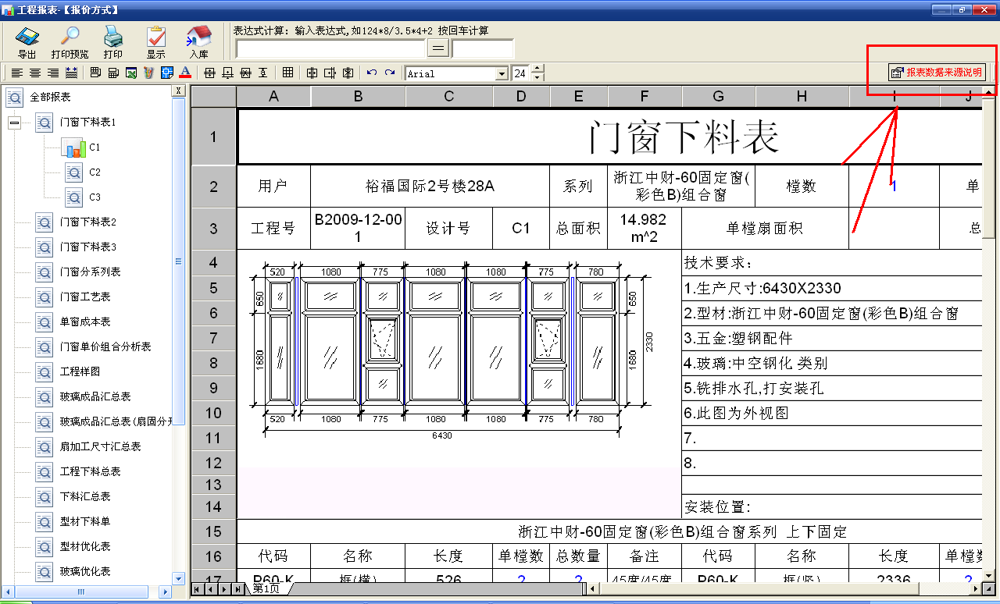 工程报表-【报价方式】
导出 打印预览 打印 显示 入库
表达式计算: 输入表达式,如124*8/3.5*4+2 按回车计算
=
Arial 24
报表数据来源说明
全部报表 X
门窗下料表1
C1
C2
C3
门窗下料表2
门窗下料表3
门窗分系列表
门窗工艺表
单窗成本表
门窗单价组合分析表
工程样图
玻璃成品汇总表
玻璃成品汇总表(扇固分开
扇加工尺寸汇总表
工程下料总表
下料汇总表
型材下料单
型材优化表
玻璃优化表
A B C D E F G H I J
1 门窗下料表
2 用户 裕福国际2号楼28A 系列 浙江中财-60固定窗(
彩色B)组合窗 樘数 1 单
3 工程号 B2009-12-00
1 设计号 C1 总面积 14.982
m^2 单樘扇面积 总
4 技术要求:
520 1080 775 1080 1080 775 780
5 1.生产尺寸:6430X2330
650 650
6 2.型材:浙江中财-60固定窗(彩色B)组合窗
7 3.五金:塑钢配件
2330
8 4.玻璃:中空钢化 类别
1680 1680
9 5.铣排水孔,打安装孔
10 6.此图为外视图
520 1080 775 1080 1080 775 780
11 7.
6430
12 8.
13
14 安装位置:
15 浙江中财-60固定窗(彩色B)组合窗系列 上下固定
16 代码 名称 长度 单樘数 总数量 备注 代码 名称 长度 单樘数
17 P60-K 框(横) 526 2 2 45度/45度 P60-K 框(竖) 2336 2
第1页